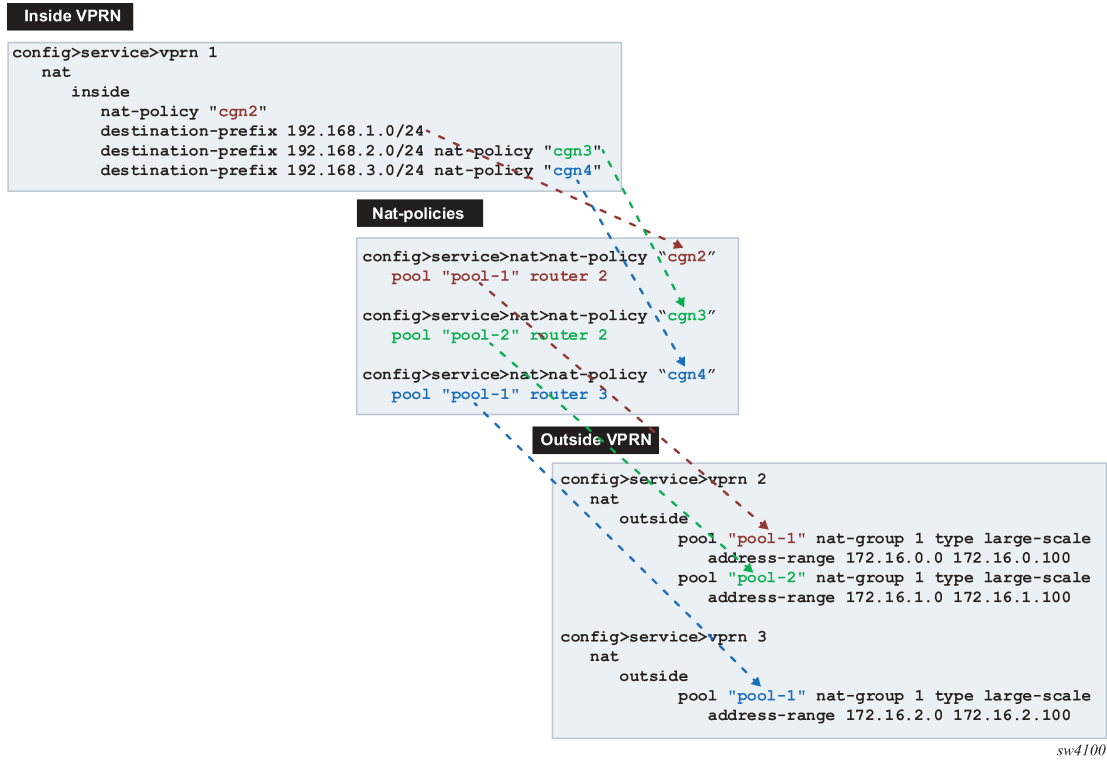 Inside VPRN
config>service>vprn 1
nat
inside
nat-policy "cgn2"
destination-prefix 192.168.1.0/24
destination-prefix 192.168.2.0/24 nat-policy "cgn3"
destination-prefix 192.168.3.0/24 nat-policy "cgn4"
Nat-policies
config>service>nat>nat-policy “cgn2”
pool "pool-1" router 2
config>service>nat>nat-policy “cgn3”
pool "pool-2" router 2
config>service>nat>nat-policy “cgn4”
pool "pool-1" router 3
Outside VPRN
config>service>vprn 2
nat
outside
pool "pool-1" nat-group 1 type large-scale
address-range 172.16.0.0 172.16.0.100
pool "pool-2" nat-group 1 type large-scale
address-range 172.16.1.0 172.16.1.100
config>service>vprn 3
nat
outside
pool "pool-1" nat-group 1 type large-scale
address-range 172.16.2.0 172.16.2.100
sw4100